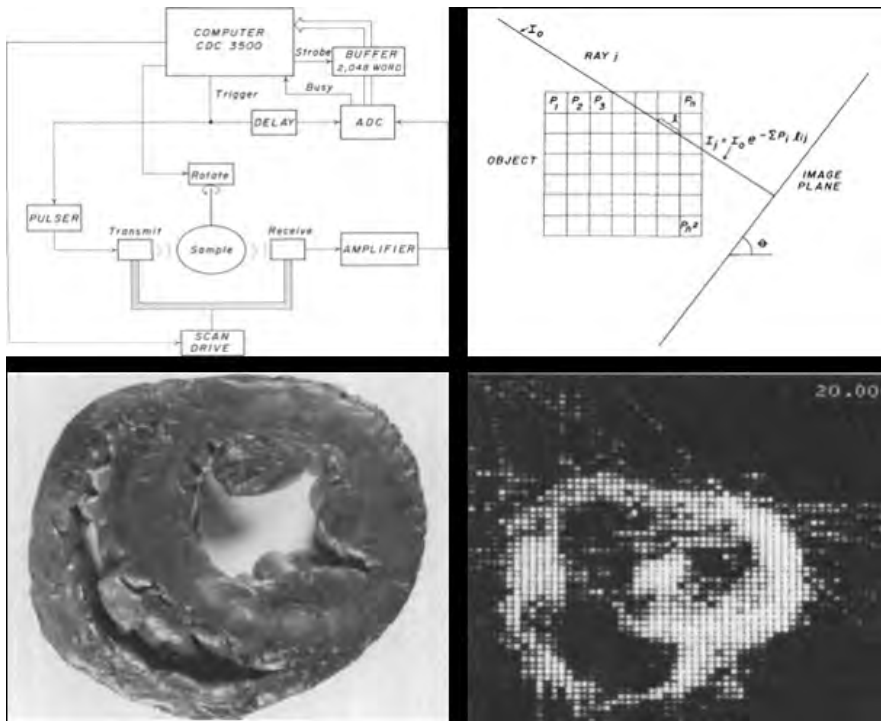 COMPUTER
CDC 3500
Strobe
BUFFER
2,048 WORD
Busy
Trigger
DELAY
ADC
Rotate
PULSER
Transmit
Receive
Sample
AMPLIFIER
SCAN
DRIVE
I₀
RAY j
P₁ P₂ P₃ Pₙ
l
Iⱼ = I₀ e^-ΣPᵢ lᵢⱼ
OBJECT
IMAGE
PLANE
Pₙ²
Θ
20.00